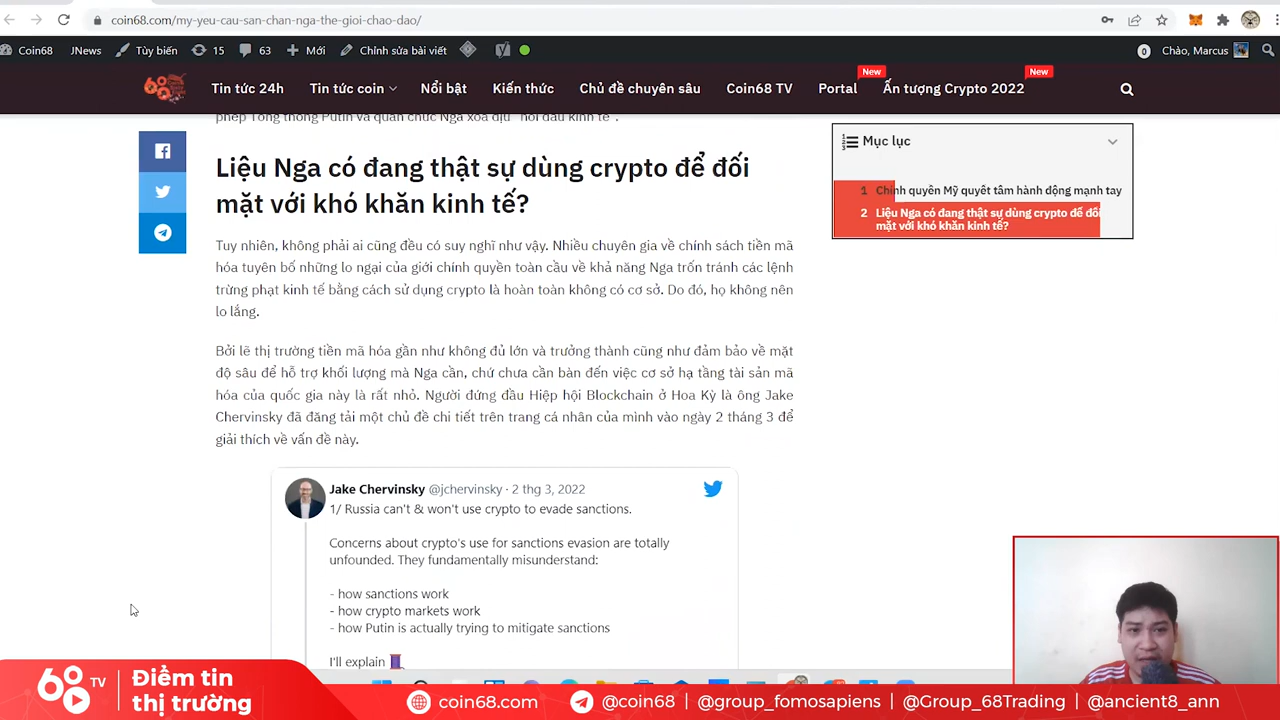 coin68.com/my-yeu-cau-san-chan-nga-the-gioi-chao-dao/
Coin68 JNews Tùy biến 15 63 Mới Chỉnh sửa bài viết 0 Chào, Marcus
68 Tin tức 24h Tin tức coin Nổi bật Kiến thức Chủ đề chuyên sâu Coin68 TV Portal New Ấn tượng Crypto 2022 New
phép Tổng thống Putin và quan chức Nga xoa dịu "nỗi đau kinh tế".
Liệu Nga có đang thật sự dùng crypto để đối
mặt với khó khăn kinh tế?
Mục lục
1 Chính quyền Mỹ quyết tâm hành động mạnh tay
2 Liệu Nga có đang thật sự dùng crypto để đối
mặt với khó khăn kinh tế?
Tuy nhiên, không phải ai cũng đều có suy nghĩ như vậy. Nhiều chuyên gia về chính sách tiền mã
hóa tuyên bố những lo ngại của giới chính quyền toàn cầu về khả năng Nga trốn tránh các lệnh
trừng phạt kinh tế bằng cách sử dụng crypto là hoàn toàn không có cơ sở. Do đó, họ không nên
lo lắng.
Bởi lẽ thị trường tiền mã hóa gần như không đủ lớn và trưởng thành cũng như đảm bảo về mặt
độ sâu để hỗ trợ khối lượng mà Nga cần, chứ chưa cần bàn đến việc cơ sở hạ tầng tài sản mã
hóa của quốc gia này là rất nhỏ. Người đứng đầu Hiệp hội Blockchain ở Hoa Kỳ là ông Jake
Chervinsky đã đăng tải một chủ đề chi tiết trên trang cá nhân của mình vào ngày 2 tháng 3 để
giải thích về vấn đề này.
Jake Chervinsky @jchervinsky · 2 thg 3, 2022
1/ Russia can't & won't use crypto to evade sanctions.
Concerns about crypto's use for sanctions evasion are totally
unfounded. They fundamentally misunderstand:
- how sanctions work
- how crypto markets work
- how Putin is actually trying to mitigate sanctions
I'll explain
68 TV Điểm tin
thị trường
coin68.com @coin68 | @group_fomosapiens | @Group_68Trading | @ancient8_ann